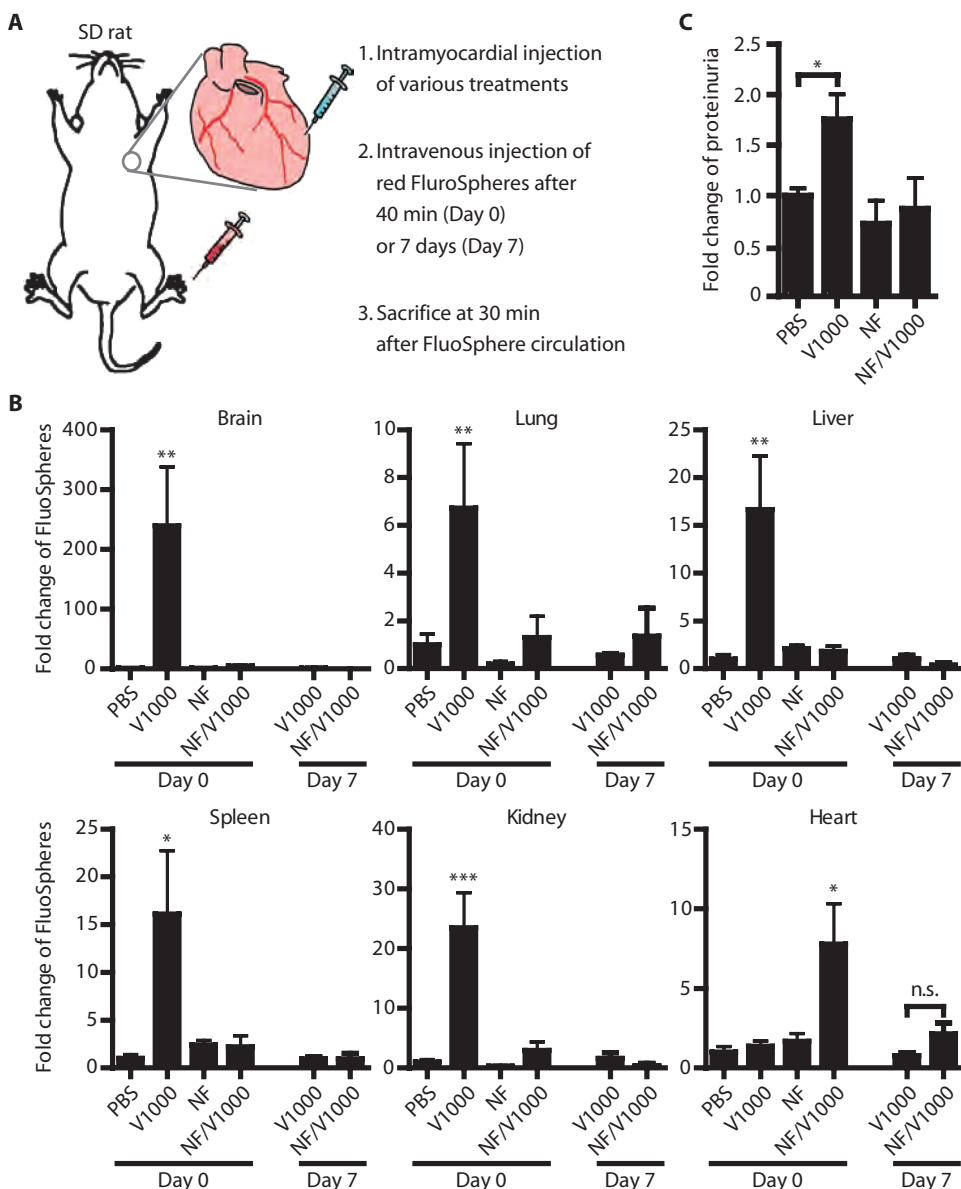 A
SD rat
1. Intramyocardial injection
of various treatments
2. Intravenous injection of
red FluroSpheres after
40 min (Day 0)
or 7 days (Day 7)
3. Sacrifice at 30 min
after FluoSphere circulation
C
Fold change of proteinuria
2.5
2.0
1.5
1.0
0.5
0
*
PBS
V1000
NF
NF/V1000
B
Brain
Fold change of FluoSpheres
400
300
200
100
0
**
PBS
V1000
NF
NF/V1000
V1000
NF/V1000
Day 0
Day 7
Lung
10
8
6
4
2
0
**
PBS
V1000
NF
NF/V1000
V1000
NF/V1000
Day 0
Day 7
Liver
25
20
15
10
5
0
**
PBS
V1000
NF
NF/V1000
V1000
NF/V1000
Day 0
Day 7
Spleen
Fold change of FluoSpheres
25
20
15
10
5
0
*
PBS
V1000
NF
NF/V1000
V1000
NF/V1000
Day 0
Day 7
Kidney
40
30
20
10
0
***
PBS
V1000
NF
NF/V1000
V1000
NF/V1000
Day 0
Day 7
Heart
15
10
5
0
*
n.s.
PBS
V1000
NF
NF/V1000
V1000
NF/V1000
Day 0
Day 7